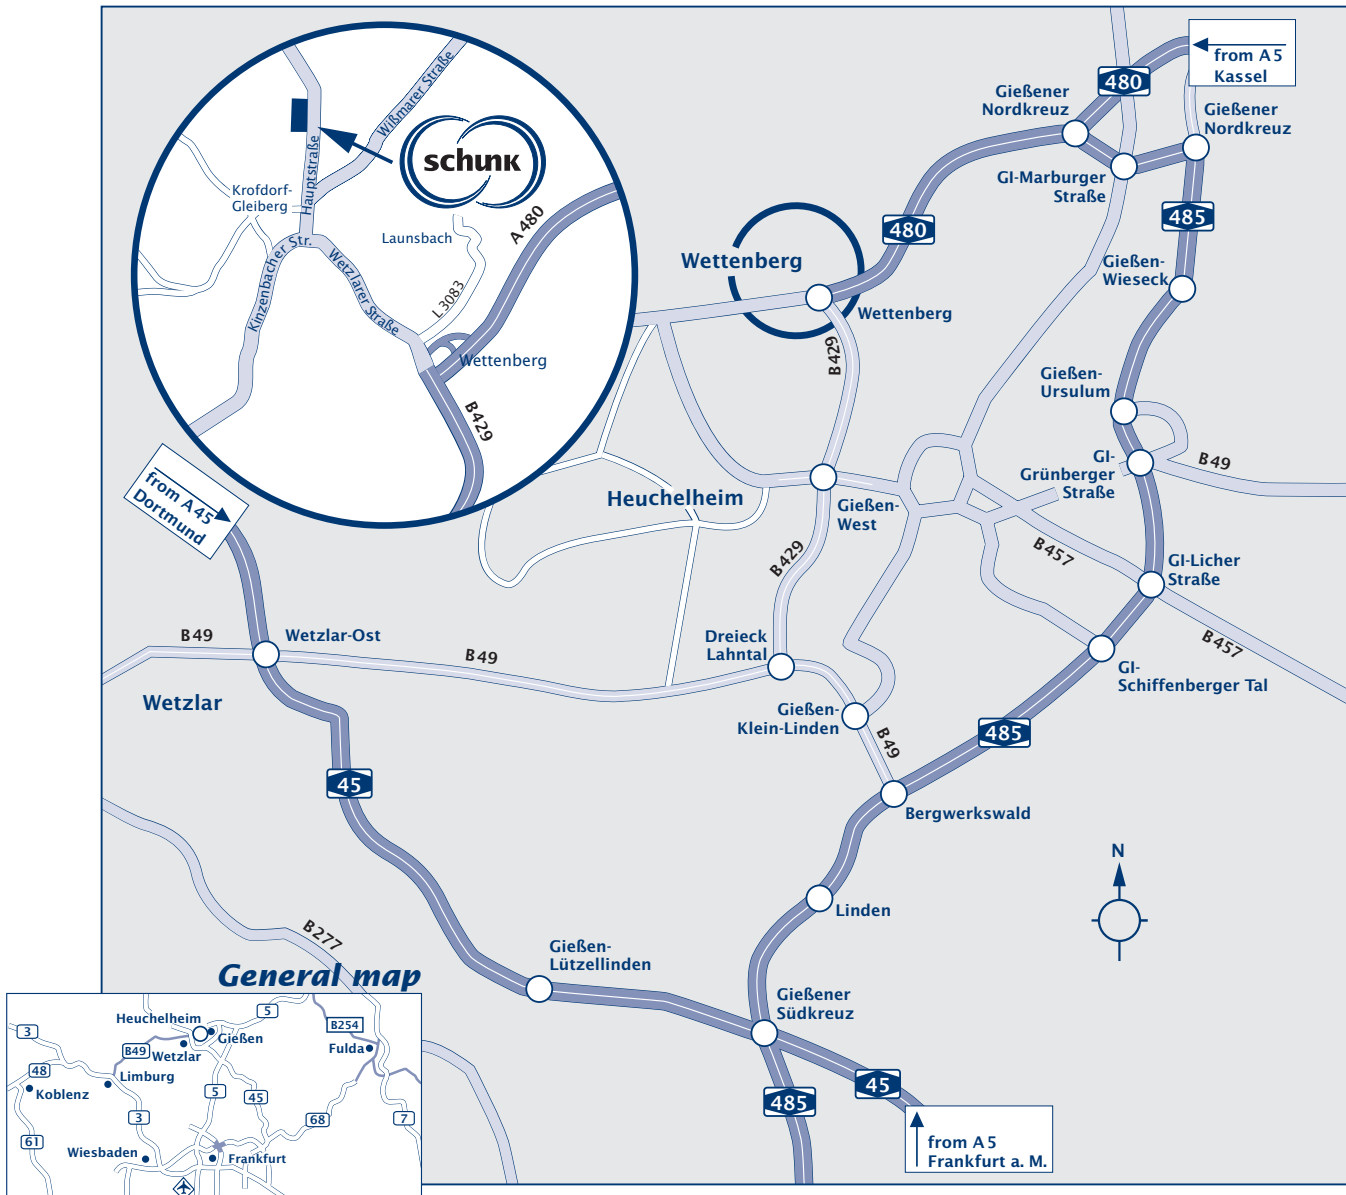 from A5
Kassel
480
Gießener
Nordkreuz
Gießener
Nordkreuz
GI-Marburger
Straße
485
480
Wißmarer Straße
Hauptstraße
schunk
Krofdorf-
Gleiberg
Launsbach
A 480
Kinzenbacher Str.
Wetzlarer Straße
L 3083
Wettenberg
B429
Wettenberg
Wettenberg
Gießen-
Wieseck
B429
Gießen-
Ursulum
GI-
Grünberger
Straße
B49
from A45
Dortmund
Heuchelheim
Gießen-
West
B429
B457
GI-Licher
Straße
B49
Wetzlar-Ost
B49
Dreieck
Lahntal
B457
GI-
Schiffenberger Tal
Wetzlar
Gießen-
Klein-Linden
B49
485
45
Bergwerkswald
N
Linden
B277
Gießen-
Lützellinden
General map
Gießener
Südkreuz
485
45
from A5
Frankfurt a. M.
Heuchelheim
5
B254
3
Gießen
B49
Wetzlar
Fulda
48
Limburg
Koblenz
5
45
3
68
7
61
Wiesbaden
Frankfurt